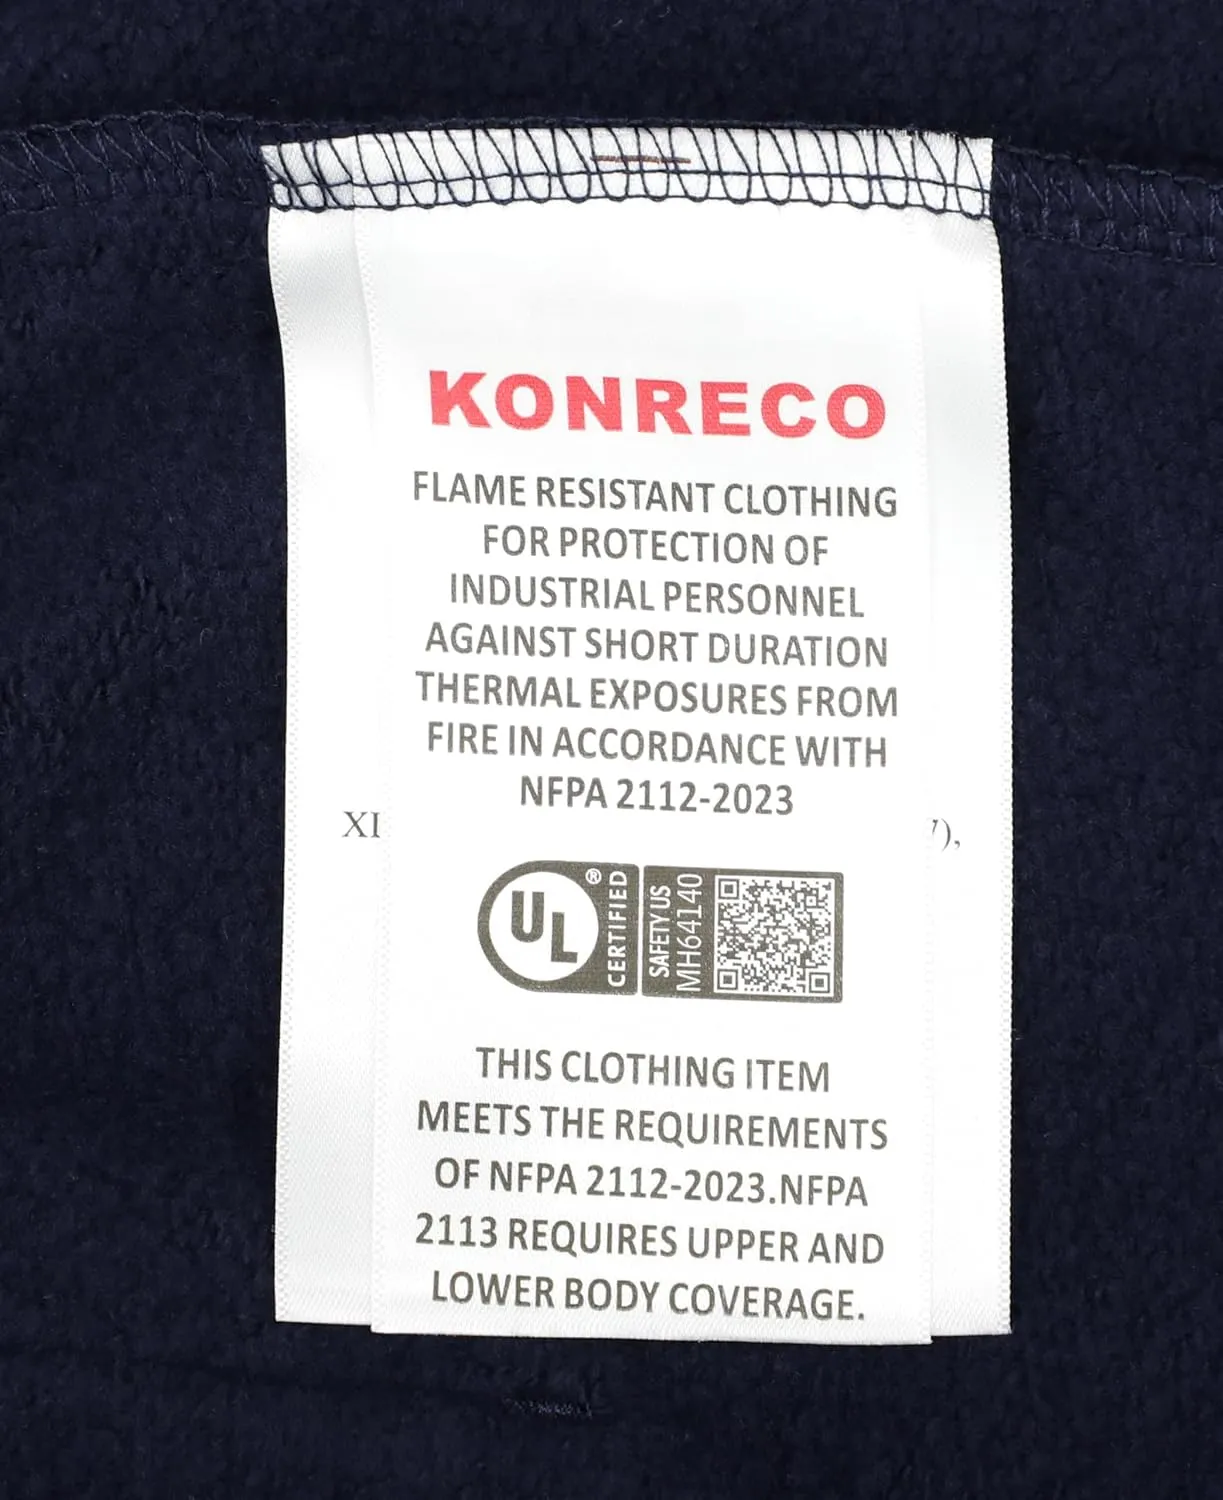 KONRECO
FLAME RESISTANT CLOTHING
FOR PROTECTION OF
INDUSTRIAL PERSONNEL
AGAINST SHORT DURATION
THERMAL EXPOSURES FROM
FIRE IN ACCORDANCE WITH
NFPA 2112-2023
UL ® CERTIFIED
SAFETY US
MH64140
THIS CLOTHING ITEM
MEETS THE REQUIREMENTS
OF NFPA 2112-2023.NFPA
2113 REQUIRES UPPER AND
LOWER BODY COVERAGE.